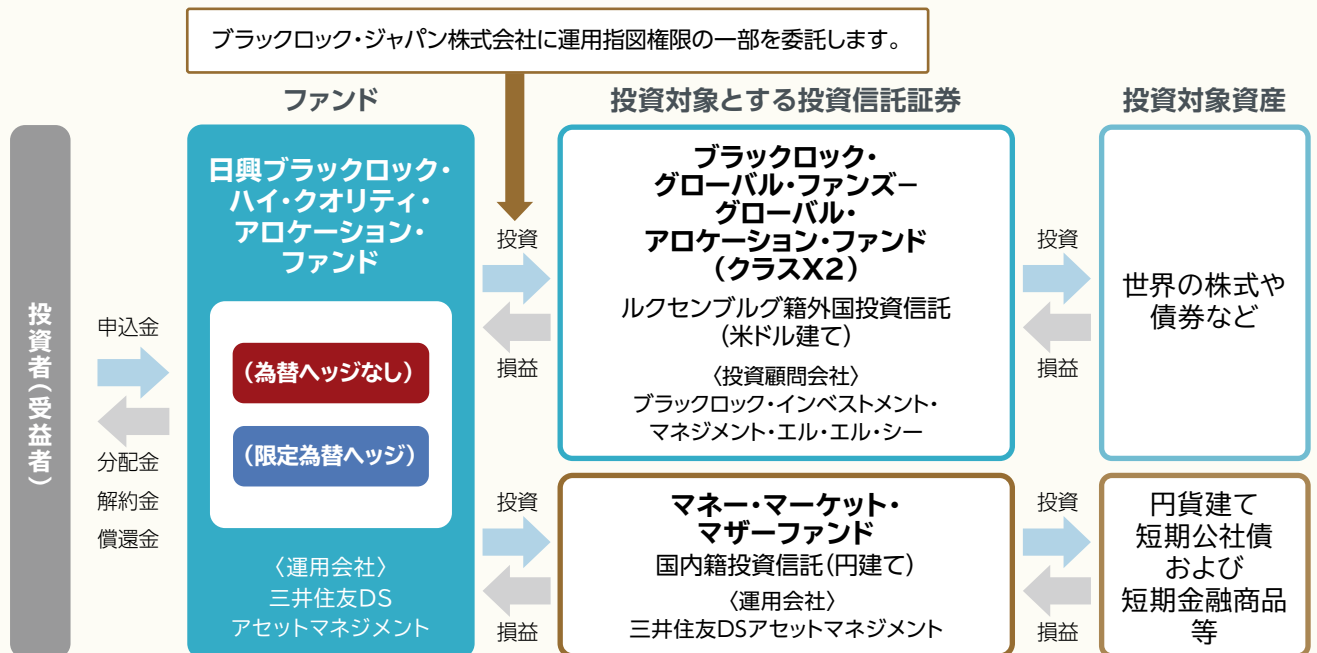 ブラックロック・ジャパン株式会社に運用指図権限の一部を委託します。
ファンド
投資対象とする投資信託証券
投資対象資産
投資者（受益者）
申込金
分配金
解約金
償還金
日興ブラックロック・
ハイ・クオリティ・
アロケーション・
ファンド
（為替ヘッジなし）
（限定為替ヘッジ）
〈運用会社〉
三井住友DS
アセットマネジメント
投資
損益
ブラックロック・
グローバル・ファンズ－
グローバル・
アロケーション・ファンド
（クラスX2）
ルクセンブルグ籍外国投資信託
（米ドル建て）
〈投資顧問会社〉
ブラックロック・インベストメント・
マネジメント・エル・エル・シー
投資
損益
世界の株式や
債券など
投資
損益
マネー・マーケット・
マザーファンド
国内籍投資信託（円建て）
〈運用会社〉
三井住友DSアセットマネジメント
投資
損益
円貨建て
短期公社債
および
短期金融商品
等